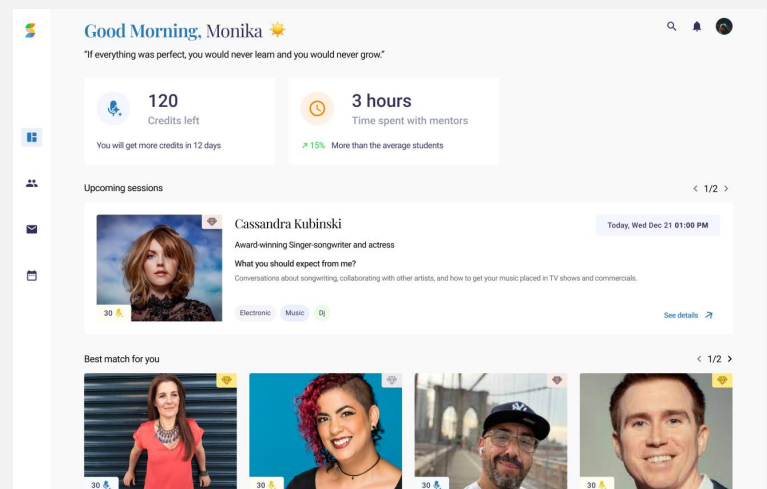 Good Morning, Monika
“If everything was perfect, you would never learn and you would never grow.”
120
Credits left
You will get more credits in 12 days
3 hours
Time spent with mentors
15% More than the average students
Upcoming sessions
1/2
Cassandra Kubinski
Today, Wed Dec 21 01:00 PM
Award-winning Singer-songwriter and actress
What you should expect from me?
Conversations about songwriting, collaborating with other artists, and how to get your music placed in TV shows and commercials.
30
Electronic Music Dj
See details
Best match for you
1/2
30
30
30
30